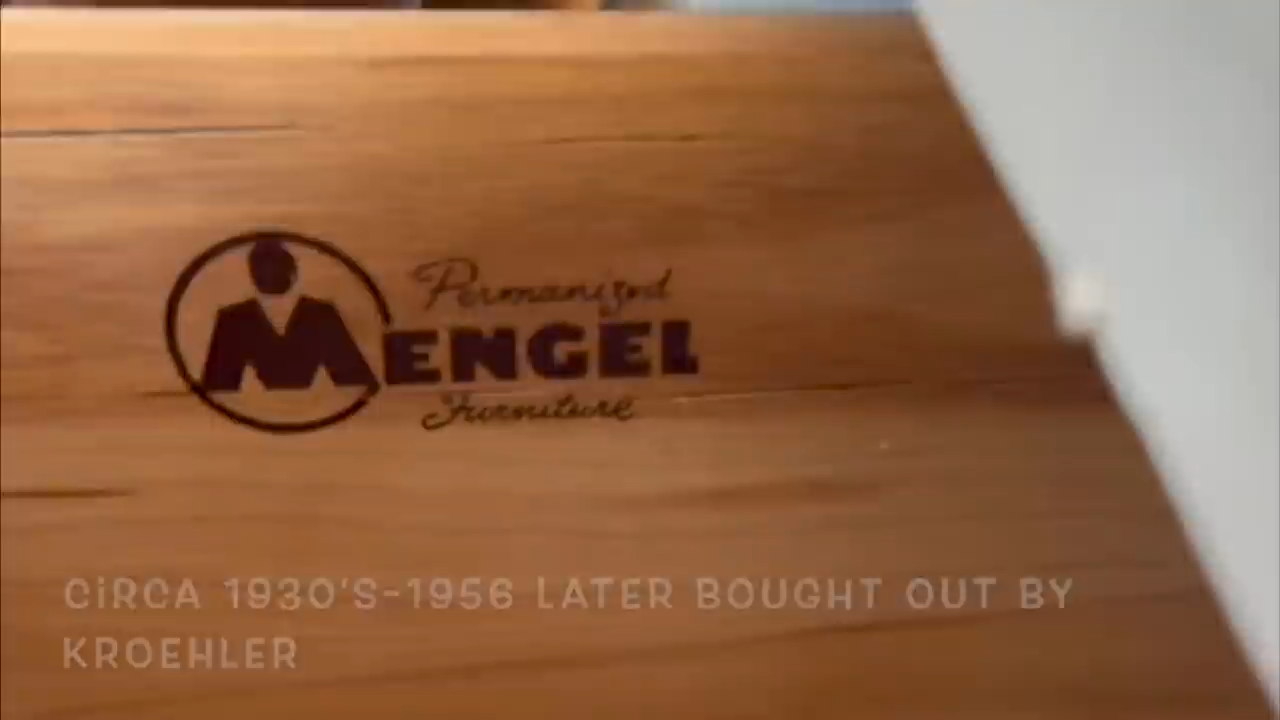 Permanized
MENGEL
Furniture
CiRCA 1930'S-1956 LATER BOUGHT OUT BY
KROEHLER